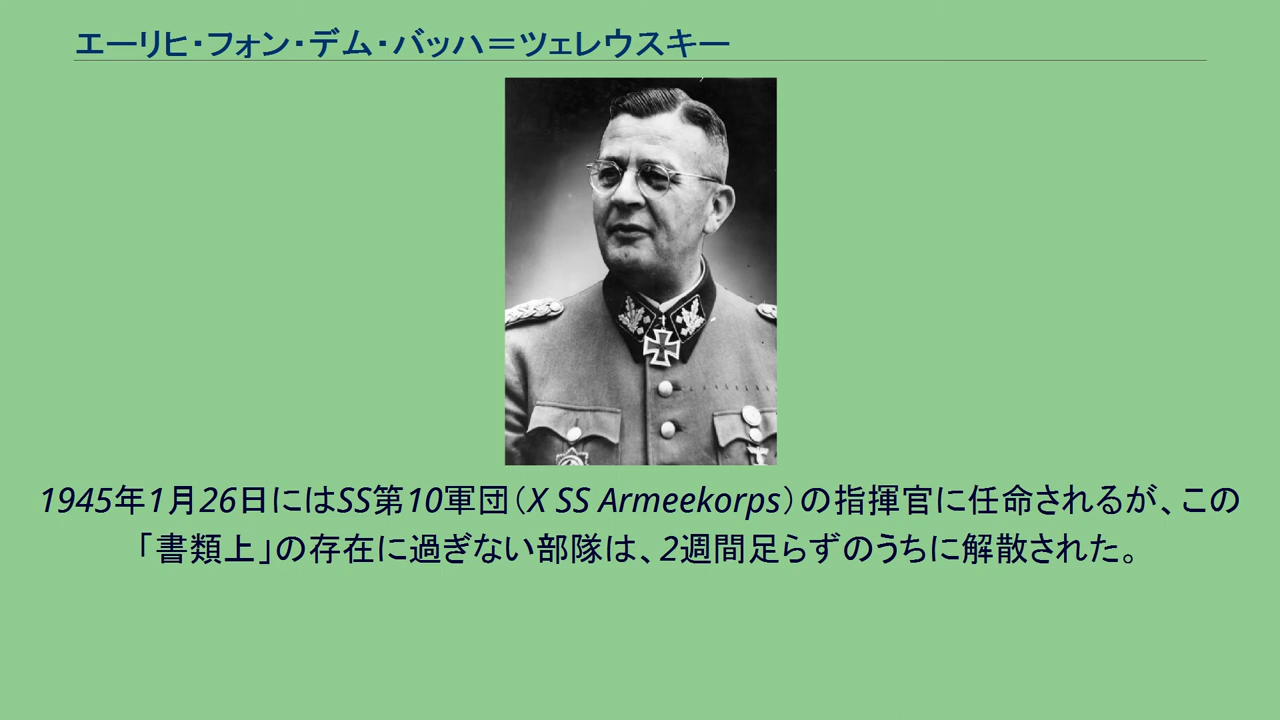 エーリヒ・フォン・デム・バッハ＝ツェレウスキー
1945年1月26日にはSS第10軍団（X SS Armeekorps）の指揮官に任命されるが、この
「書類上」の存在に過ぎない部隊は、2週間足らずのうちに解散された。